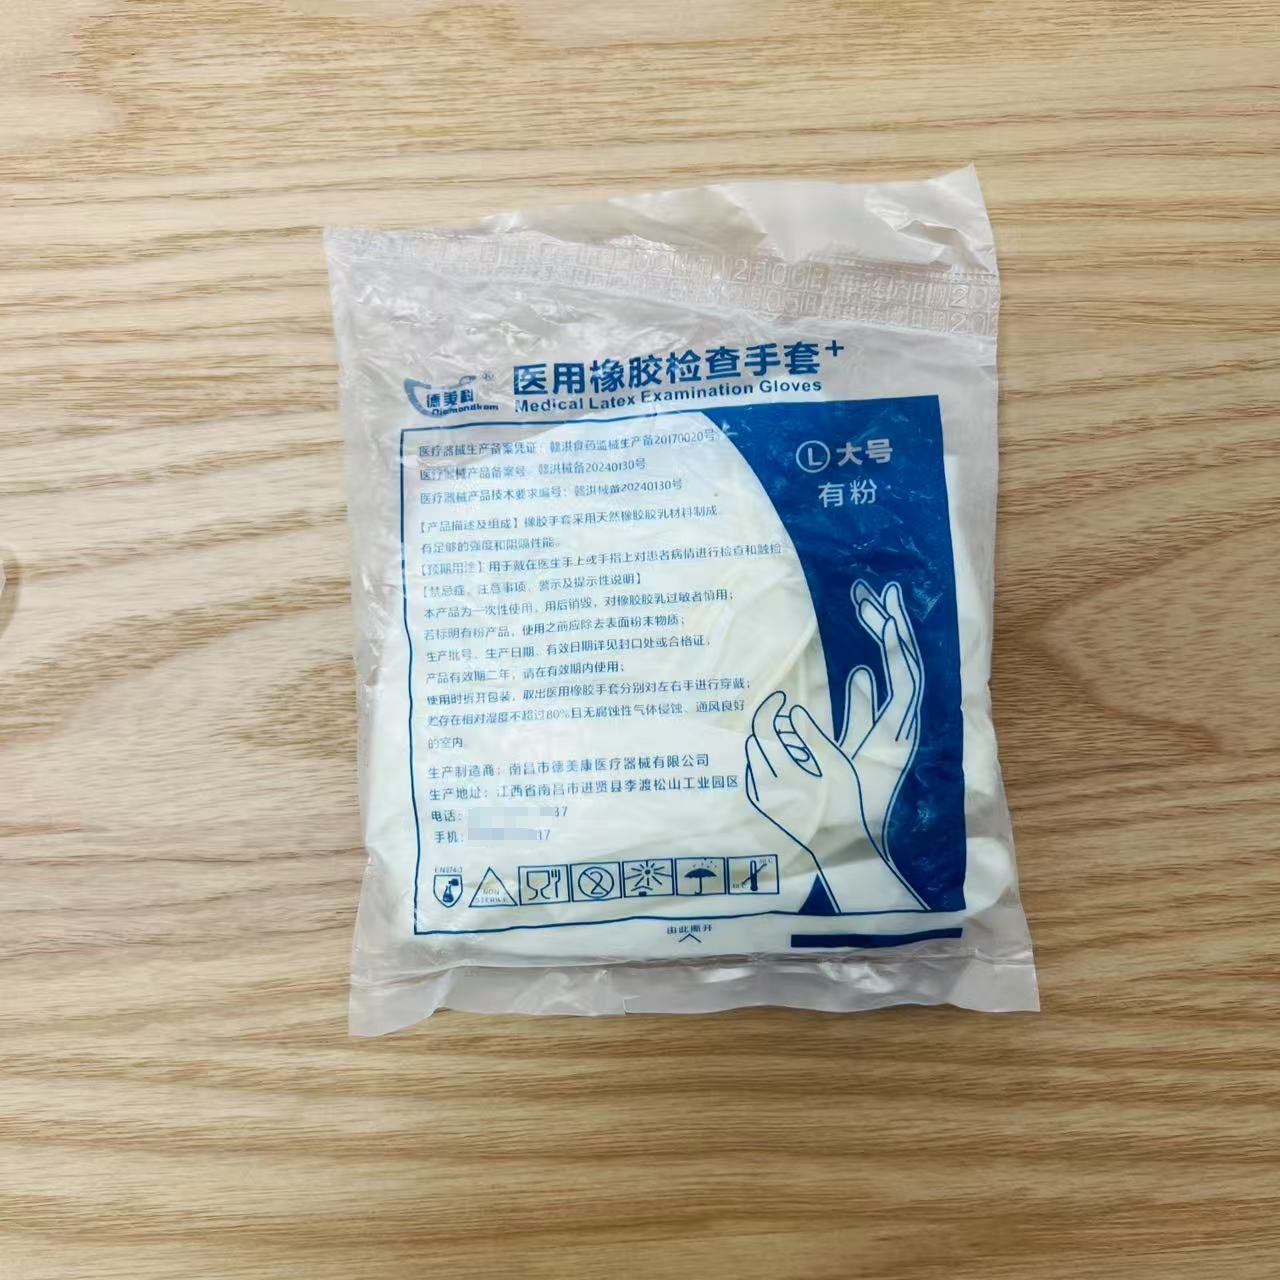 德美科®
Diamondkem
医用橡胶检查手套+
Medical Latex Examination Gloves
Ⓛ 大号
有粉
医疗器械生产备案凭证：赣洪食药监械生产备20170020号
医疗器械产品备案号：赣洪械备20240130号
医疗器械产品技术要求编号：赣洪械备20240130号
【产品描述及组成】橡胶手套采用天然橡胶胶乳材料制成。
有足够的强度和阻隔性能。
【预期用途】用于戴在医生手上或手指上对患者病情进行检查和触检
【禁忌症、注意事项、警示及提示性说明】
本产品为一次性使用，用后销毁，对橡胶胶乳过敏者慎用；
若标明有粉产品，使用之前应除去表面粉末物质；
生产批号、生产日期、有效日期详见封口处或合格证，
产品有效期二年，请在有效期内使用；
使用时拆开包装，取出医用橡胶手套分别对左右手进行穿戴；
贮存在相对湿度不超过80%且无腐蚀性气体侵蚀、通风良好
的室内。
生产制造商：南昌市德美康医疗器械有限公司
生产地址：江西省南昌市进贤县李渡松山工业园区
电话： 37
手机： 17
EN374-3
NON
STERILE
2
由此撕开